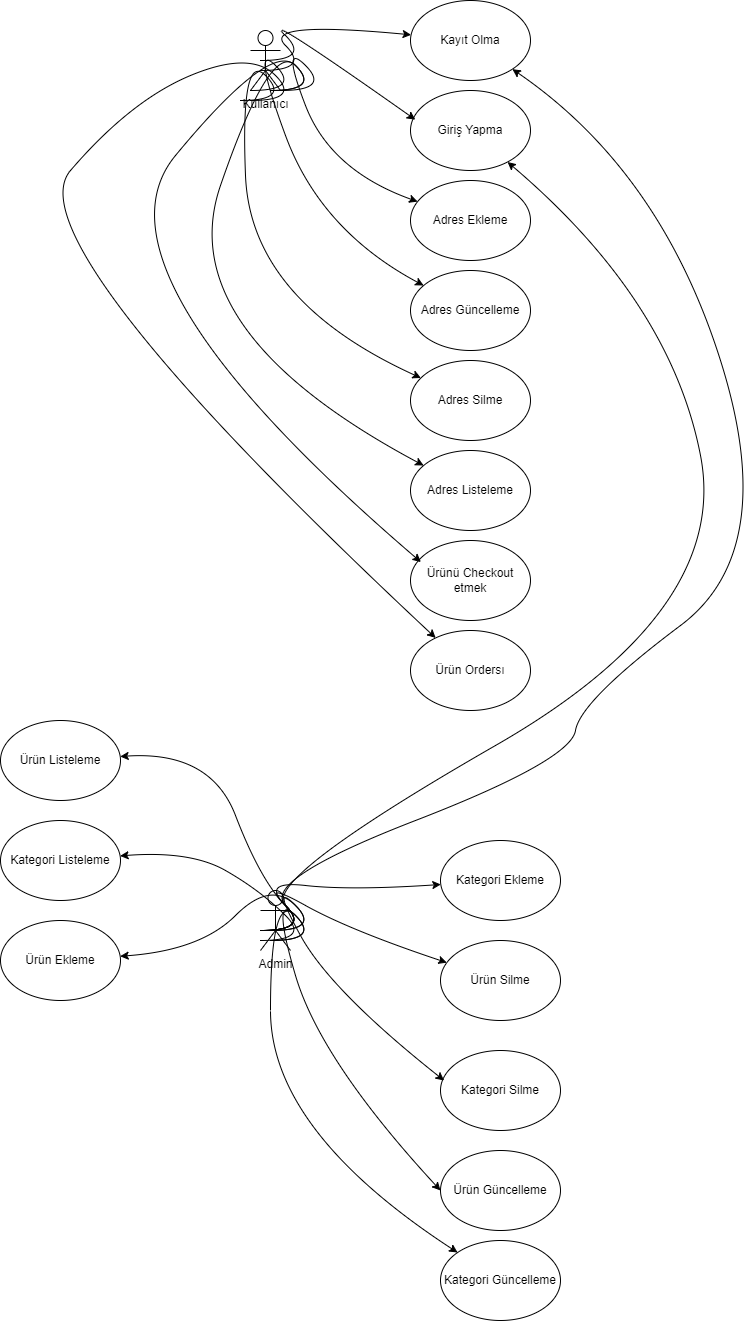 Kayıt Olma
Kullanıcı
Giriş Yapma
Adres Ekleme
Adres Güncelleme
Adres Silme
Adres Listeleme
Ürünü Checkout
etmek
Ürün Ordersı
Ürün Listeleme
Kategori Listeleme
Kategori Ekleme
Ürün Ekleme
Admin
Ürün Silme
Kategori Silme
Ürün Güncelleme
Kategori Güncelleme